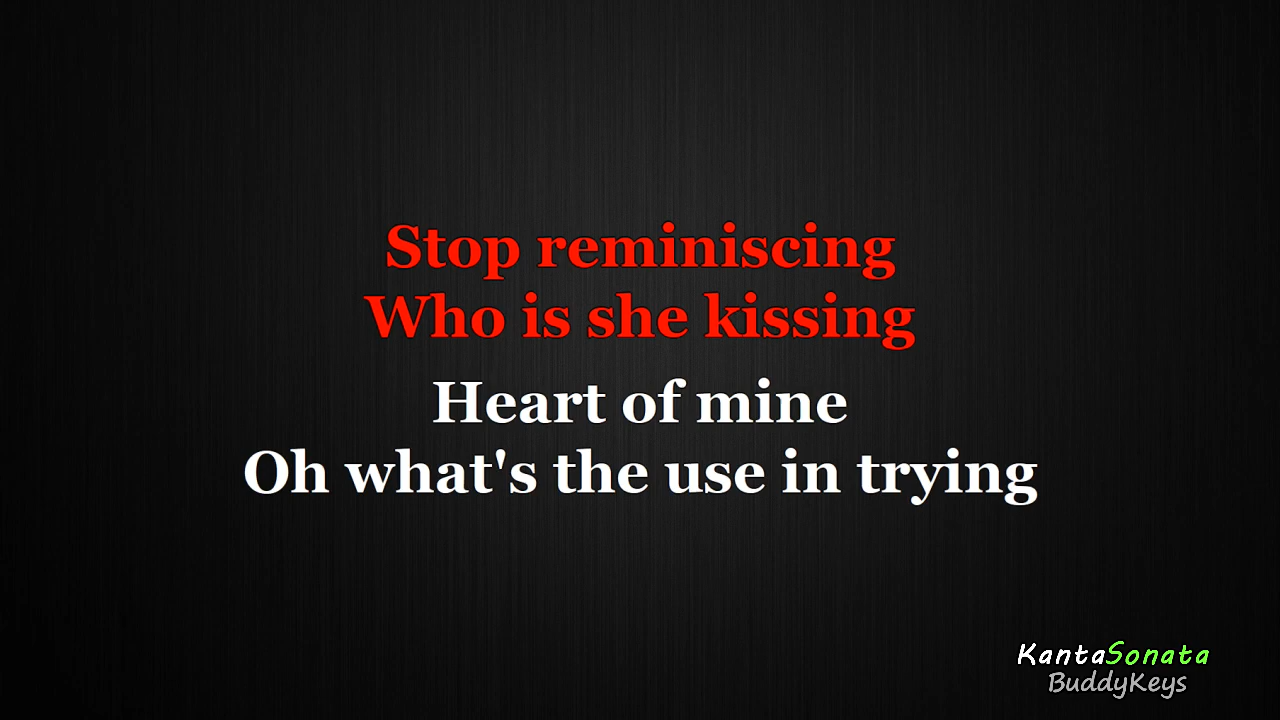 Stop reminiscing
Who is she kissing
Heart of mine
Oh what's the use in trying
KantaSonata
BuddyKeys